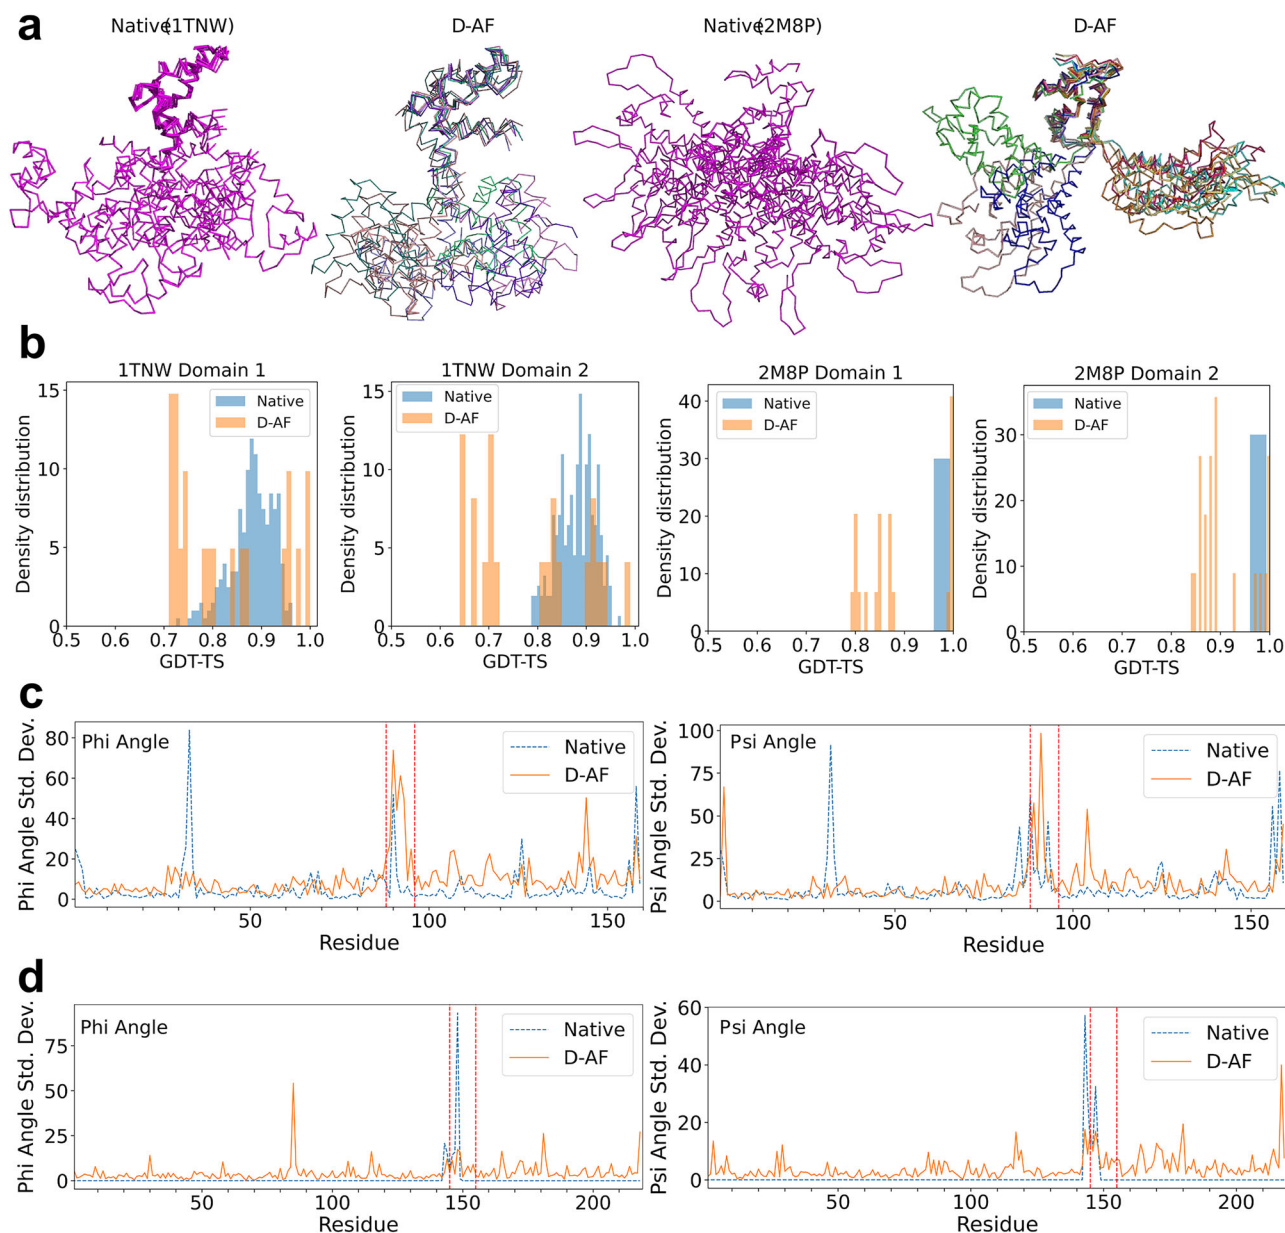 a
Native(1TNW)
D-AF
Native(2M8P)
D-AF
b
1TNW Domain 1
Density distribution
15
10
5
0
Native
D-AF
0.5 0.6 0.7 0.8 0.9 1.0
GDT-TS
1TNW Domain 2
Density distribution
15
10
5
0
Native
D-AF
0.5 0.6 0.7 0.8 0.9 1.0
GDT-TS
2M8P Domain 1
Density distribution
40
30
20
10
0
Native
D-AF
0.5 0.6 0.7 0.8 0.9 1.0
GDT-TS
2M8P Domain 2
Density distribution
30
20
10
0
Native
D-AF
0.5 0.6 0.7 0.8 0.9 1.0
GDT-TS
c
Phi Angle Std. Dev.
80
60
40
20
0
Phi Angle
Native
D-AF
50 100 150
Residue
Psi Angle Std. Dev.
100
75
50
25
0
Psi Angle
Native
D-AF
50 100 150
Residue
d
Phi Angle Std. Dev.
75
50
25
0
Phi Angle
Native
D-AF
50 100 150 200
Residue
Psi Angle Std. Dev.
60
40
20
0
Psi Angle
Native
D-AF
50 100 150 200
Residue